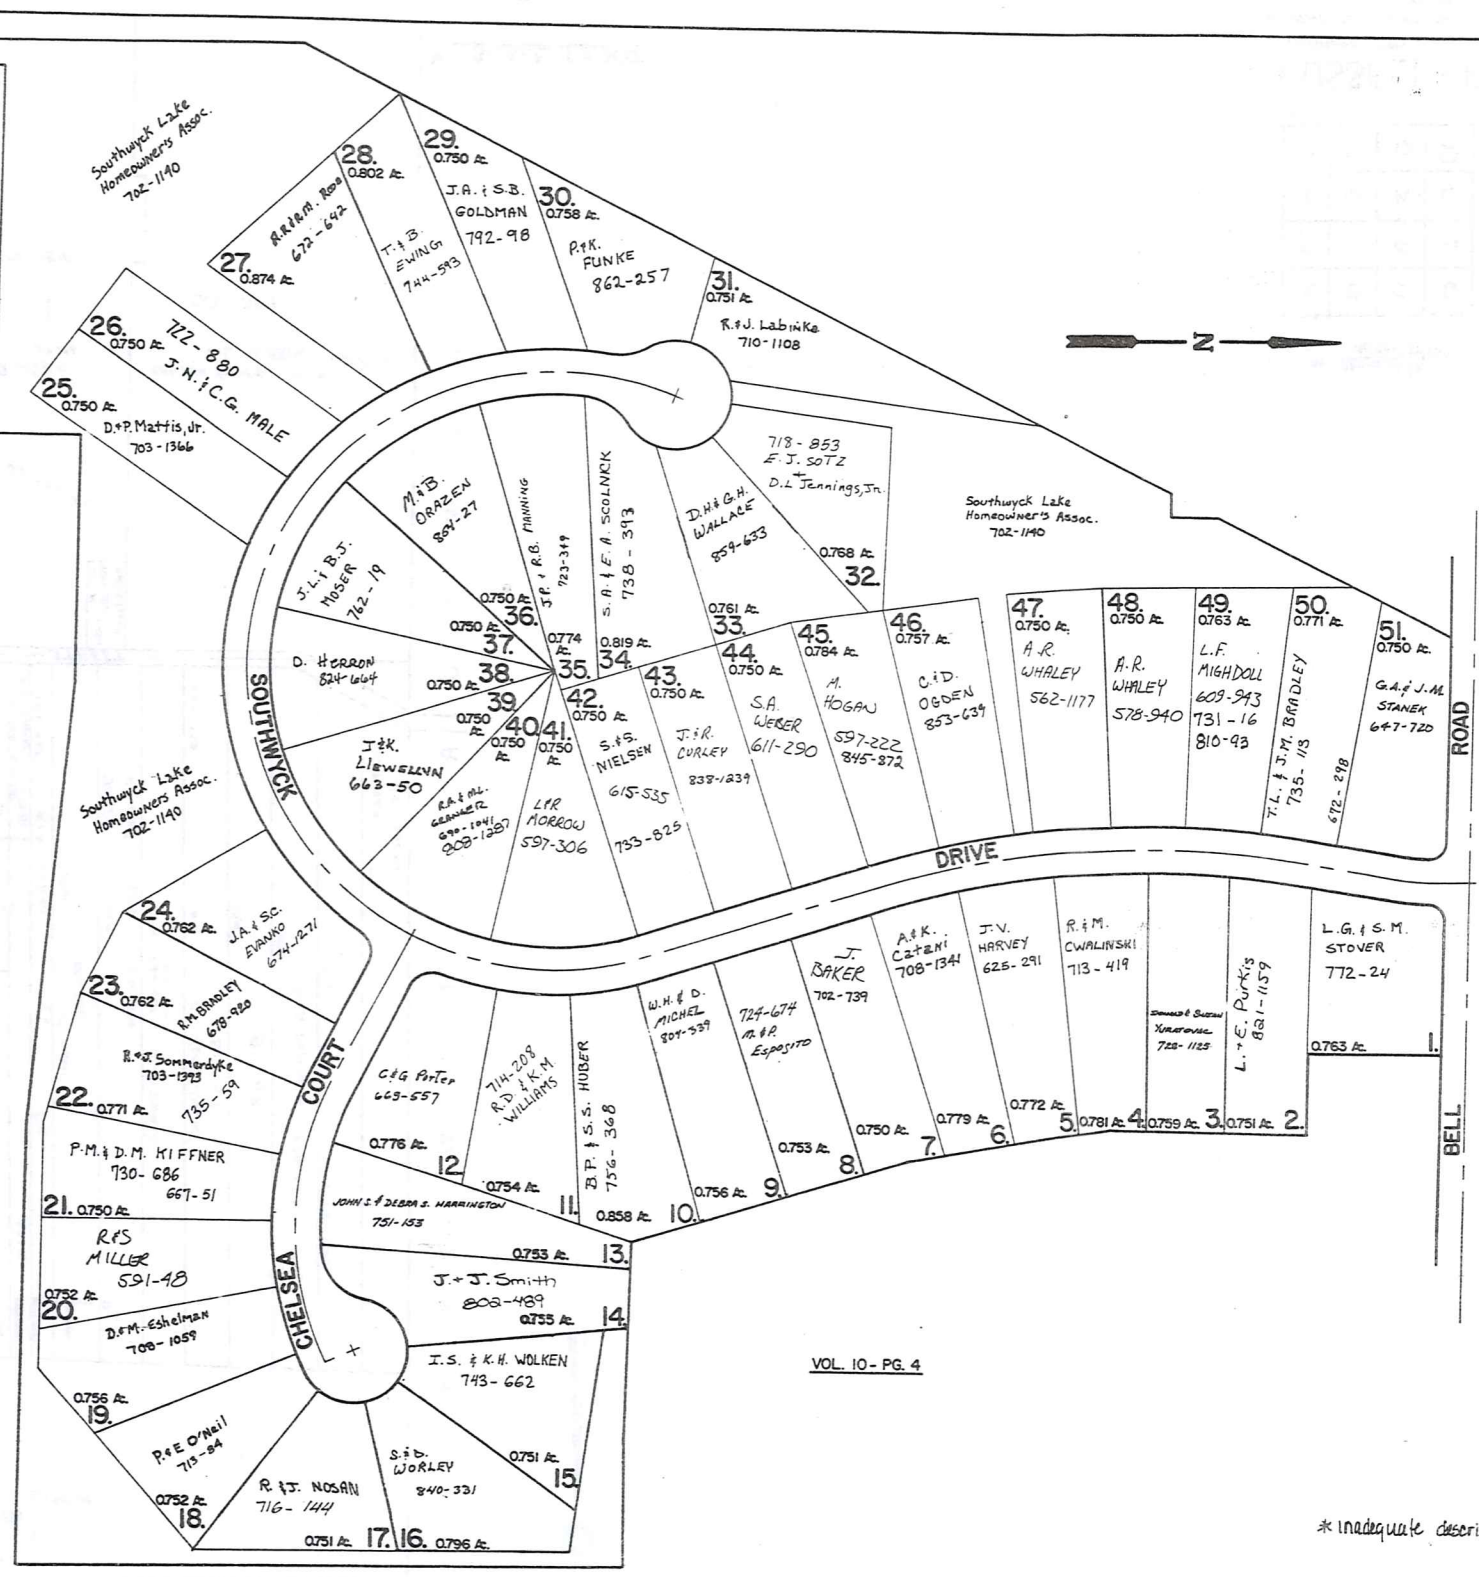 Southwyck Lake
Homeowner's Assoc.
702-1140
29.
0.750 Ac.
J.A. & S.B.
GOLDMAN
792-98
28.
0.802 Ac.
T. & B.
EWING
744-593
30.
0.758 Ac.
P. & K.
FUNKE
862-257
27.
0.874 Ac.
672-642
31.
0.751 Ac.
R. & J. Labinka
710-1108
N
26.
0.750 Ac.
722-880
J.N. & C.G. MALE
25.
0.750 Ac.
D. & P. Mattis, Jr.
703-1366
718-853
E.J. SOTZ
+
D.L Jennings, Jr.
0.768 Ac.
32.
Southwyck Lake
Homeowner's Assoc.
702-1140
M. & B.
ORAZEN
864-27
0.750 Ac.
36.
J.P. & R.B. MANNING
723-349
0.774
Ac.
35.
S.A. & E.A. SCOLNICK
738-393
0.819 Ac.
34.
D.H. & G.H.
WALLACE
859-633
0.761 Ac.
33.
J.L. & B.J.
MOSER
762-19
0.750 Ac.
37.
D. HERRON
824-664
0.750 Ac.
38.
39.
0.750
Ac.
J & K.
LLEWELLYN
663-50
40.
0.750
Ac.
R.A. & M.L.
GRANGER
690-1041
808-1287
41.
0.750
Ac.
L & R
MORROW
597-306
42.
0.750 Ac.
S. & S.
NIELSEN
615-535
733-825
43.
0.750 Ac.
J. & R.
CURLEY
838-1239
44.
0.750 Ac.
S.A.
WEBER
611-290
45.
0.784 Ac.
M.
HOGAN
597-222
845-872
46.
0.757 Ac.
C. & D.
OGDEN
853-639
47.
0.750 Ac.
A.R.
WHALEY
562-1177
48.
0.750 Ac.
A.R.
WHALEY
578-940
49.
0.763 Ac.
L.F.
MIGHDOLL
609-943
731-16
810-93
50.
0.771 Ac.
T.L. & J.M. BRADLEY
735-113
672-298
51.
0.750 Ac.
G.A. & J.M.
STANEK
647-720
SOUTHWYCK
DRIVE
BELL
ROAD
Southwyck Lake
Homeowners Assoc.
702-1140
24.
0.762 Ac.
J.A. & S.C.
EVANKO
674-1271
23.
0.762 Ac.
R.M. BRADLEY
678-920
22.
0.771 Ac.
R. & J. Sommerdyke
703-1393
735-59
P.M. & D.M. KIFFNER
730-686
667-51
21. 0.750 Ac.
R & S
MILLER
591-48
0.752 Ac.
20.
D. & M. Eshelman
708-1059
0.756 Ac.
19.
P. & E O'Neil
713-84
0.752 Ac.
18.
R. & J. NOSAN
716-144
0.751 Ac. 17.
S. & D.
WORLEY
840-331
16. 0.796 Ac.
CHELSEA
COURT
I.S. & K.H. WOLKEN
743-662
0.751 Ac.
15.
J. + J. Smith
802-489
0.755 Ac. 14.
JOHN S. & DEBRA S. HARRINGTON
751-153
0.753 Ac. 13.
C & G Porter
663-557
0.776 Ac.
12.
714-208
R.D. & K.M.
WILLIAMS
0.754 Ac. 11.
B.P. & S.S. HUBER
756-368
0.858 Ac. 10.
W.H. & D.
MICHEL
807-339
0.756 Ac. 9.
724-674
M. & P.
Esposito
0.753 Ac. 8.
J.
BAKER
702-739
0.750 Ac. 7.
A. & K.
Catani
708-1341
0.779 Ac. 6.
J.V.
HARVEY
625-291
0.772 Ac. 5.
R. & M.
CWALINSKI
713-419
0.781 Ac. 4.
728-1125
0.759 Ac. 3.
L. + E. Purkis
821-1159
0.751 Ac. 2.
L.G. & S.M.
STOVER
772-24
0.763 Ac. 1.
VOL. 10 - PG. 4
* inadequate descri